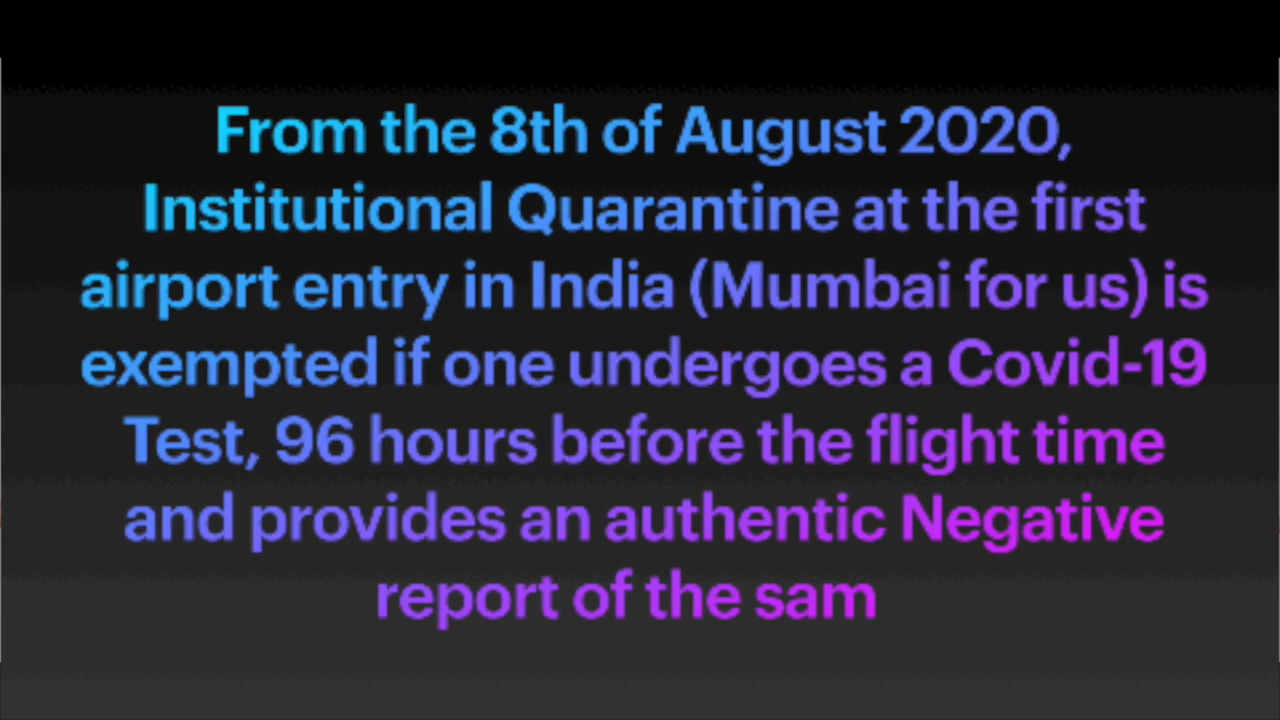 From the 8th of August 2020,
Institutional Quarantine at the first
airport entry in India (Mumbai for us) is
exempted if one undergoes a Covid-19
Test, 96 hours before the flight time
and provides an authentic Negative
report of the sam